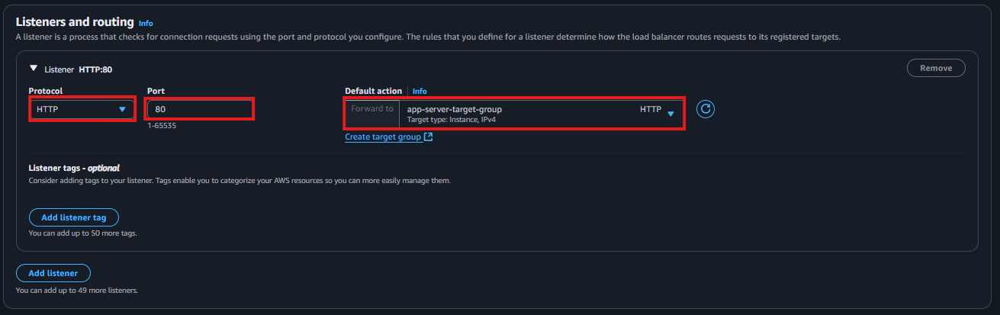 Listeners and routing Info
A listener is a process that checks for connection requests using the port and protocol you configure. The rules that you define for a listener determine how the load balancer routes requests to its registered targets.
Listener HTTP:80
Remove
Protocol
Port
Default action
Info
HTTP
80
Forward to
app-server-target-group
HTTP
Target type: Instance, IPv4
1-65535
Create target group
Listener tags - optional
Consider adding tags to your listener. Tags enable you to categorize your AWS resources so you can more easily manage them.
Add listener tag
You can add up to 50 more tags.
Add listener
You can add up to 49 more listeners.